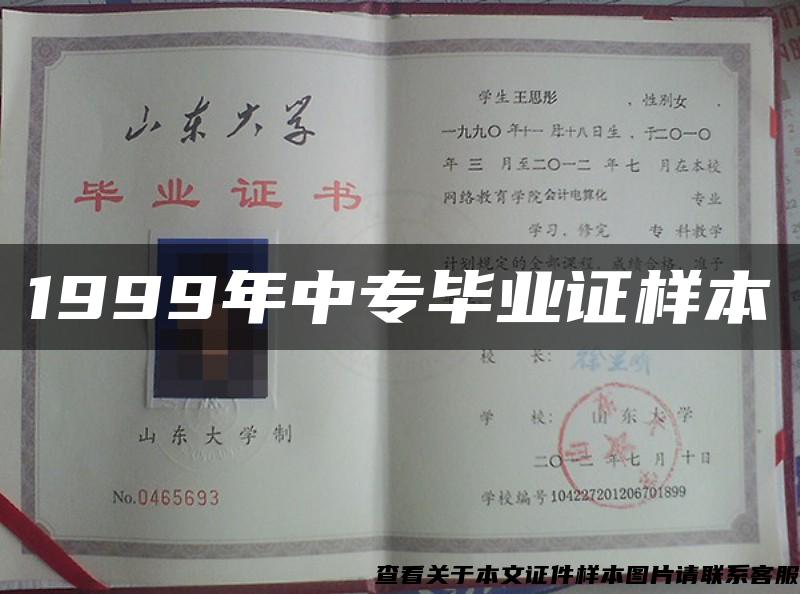 山东大学
毕业证书
山东大学制
No.0465693
学生 王思彤 ,性别女 .
一九九〇年十一月十八日生,于二〇一〇
年 三 月至二〇一二 年 七 月在本校
网络教育学院会计电算化 专业
学习,修完 专 科教学
计划规定的全部课程,成绩合格,准予
1999年中专毕业证样本
校 长:
学 校: 山东大学
二〇一二 年 七 月 十日
学校编号104227201206701899
查看关于本文证件样本图片请联系客服